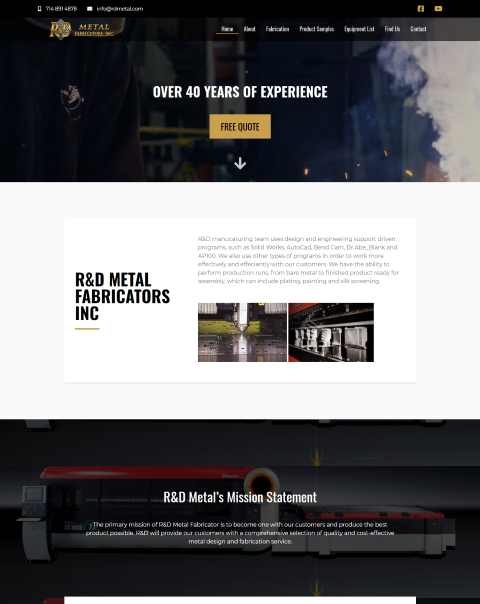 714 891 4878 info@rdmetal.com
R&D METAL
FABRICATORS INC.
Home About Fabrication Product Samples Equipment List Find Us Contact
OVER 40 YEARS OF EXPERIENCE
FREE QUOTE
R&D METAL
FABRICATORS
INC
R&D manucaturing team uses design and engineering support driven
programs, such as Solid Works, AutoCad, Bend Cam, Dr.Abe_Blank and
AP100. We also use other types of programs in order to work more
effectively and effeciently with our customers. We have the ability to
perform production runs, from bare metal to finished product ready for
assembly, which can include plating, painting and silk screening.
R&D Metal's Mission Statement
The primary mission of R&D Metal Fabricator is to become one with our customers and produce the best
product possible. R&D will provide our customers with a comprehensive selection of quality and cost-effective
metal design and fabrication service.